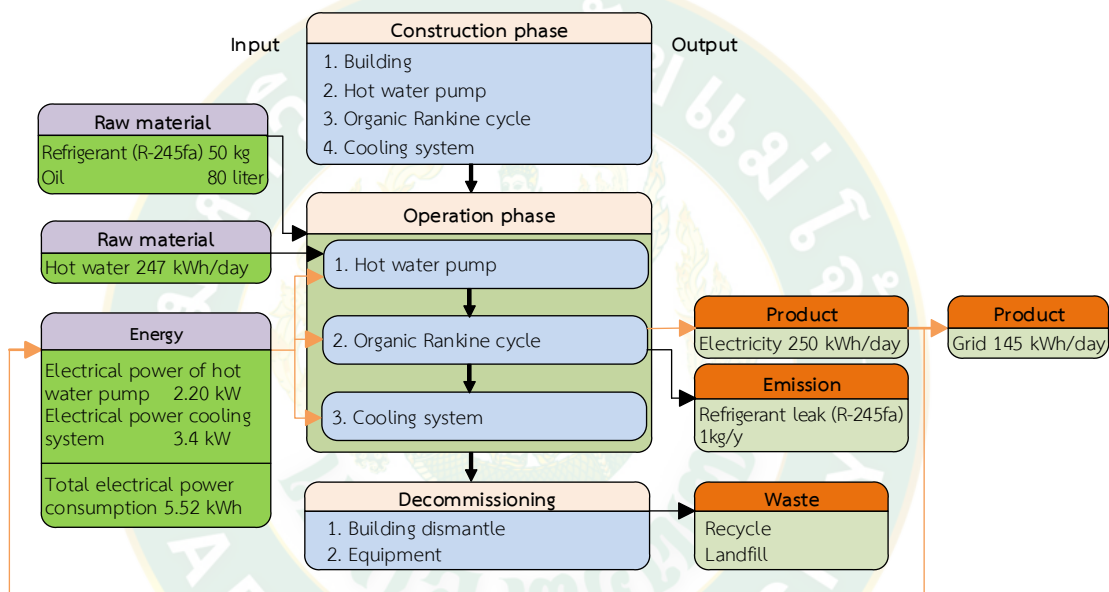 Input
Construction phase
Output
1. Building
2. Hot water pump
3. Organic Rankine cycle
4. Cooling system
Raw material
Refrigerant (R-245fa) 50 kg
Oil 80 liter
Raw material
Hot water 247 kWh/day
Energy
Electrical power of hot
water pump 2.20 kW
Electrical power cooling
system 3.4 kW
Total electrical power
consumption 5.52 kWh
Operation phase
1. Hot water pump
2. Organic Rankine cycle
3. Cooling system
Product
Electricity 250 kWh/day
Product
Grid 145 kWh/day
Emission
Refrigerant leak (R-245fa)
1kg/y
Decommissioning
1. Building dismantle
2. Equipment
Waste
Recycle
Landfill